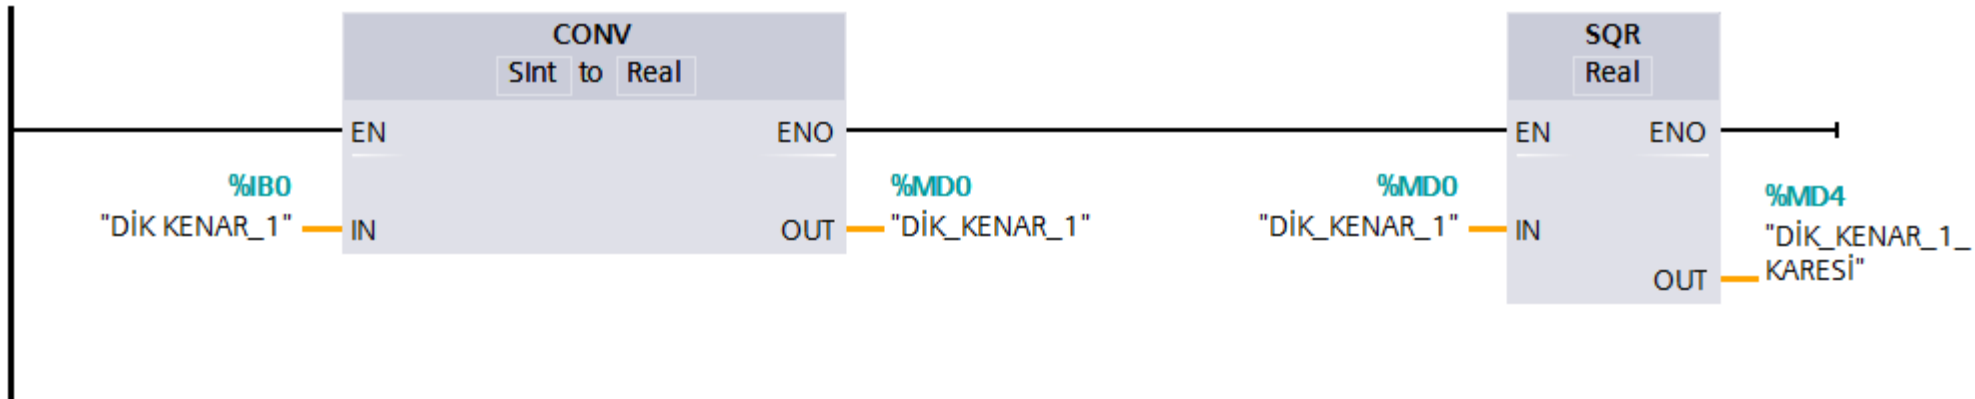 CONV
SInt to Real
EN
ENO
%IB0
"DİK KENAR_1"
IN
OUT
%MD0
"DİK_KENAR_1"
SQR
Real
EN
ENO
%MD0
"DİK_KENAR_1"
IN
OUT
%MD4
"DİK_KENAR_1_
KARESİ"